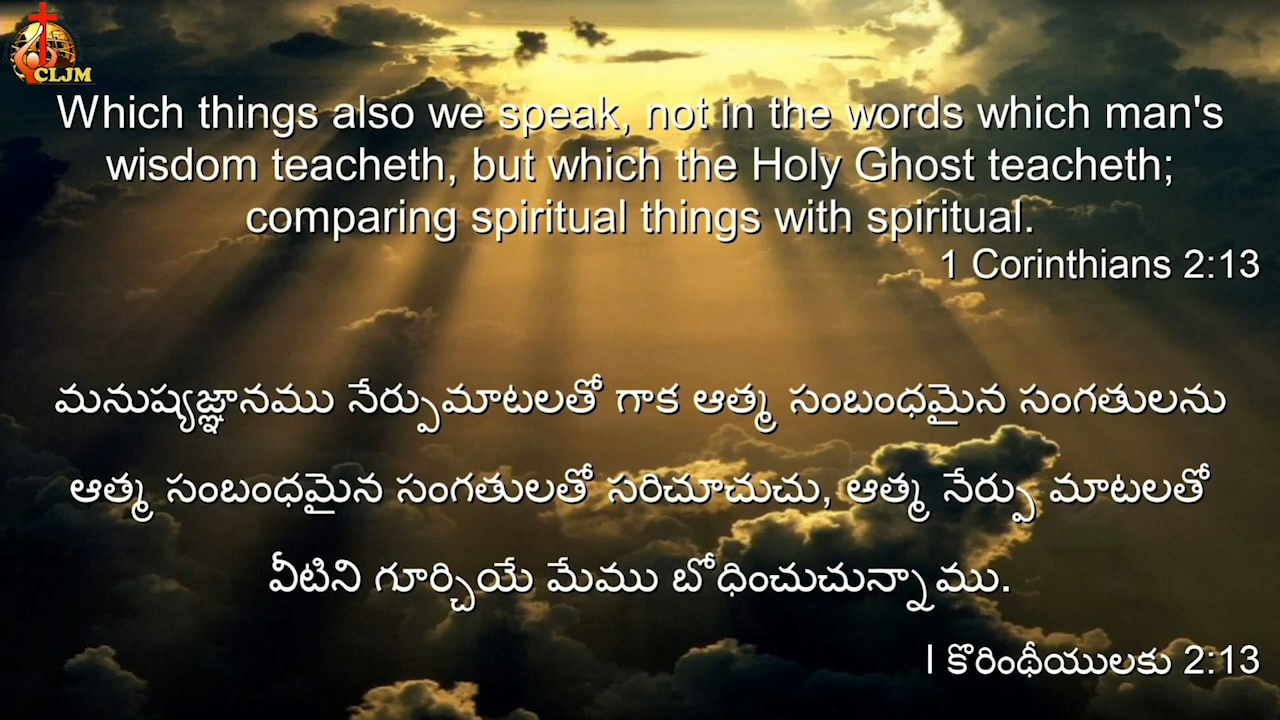 CLJM
Which things also we speak, not in the words which man's
wisdom teacheth, but which the Holy Ghost teacheth;
comparing spiritual things with spiritual.
1 Corinthians 2:13
మనుష్యజ్ఞానము నేర్పుమాటలతో గాక ఆత్మ సంబంధమైన సంగతులను
ఆత్మ సంబంధమైన సంగతులతో సరిచూచుచు, ఆత్మ నేర్పు మాటలతో
వీటిని గూర్చియే మేము బోధించుచున్నాము.
I కొరింథీయులకు 2:13